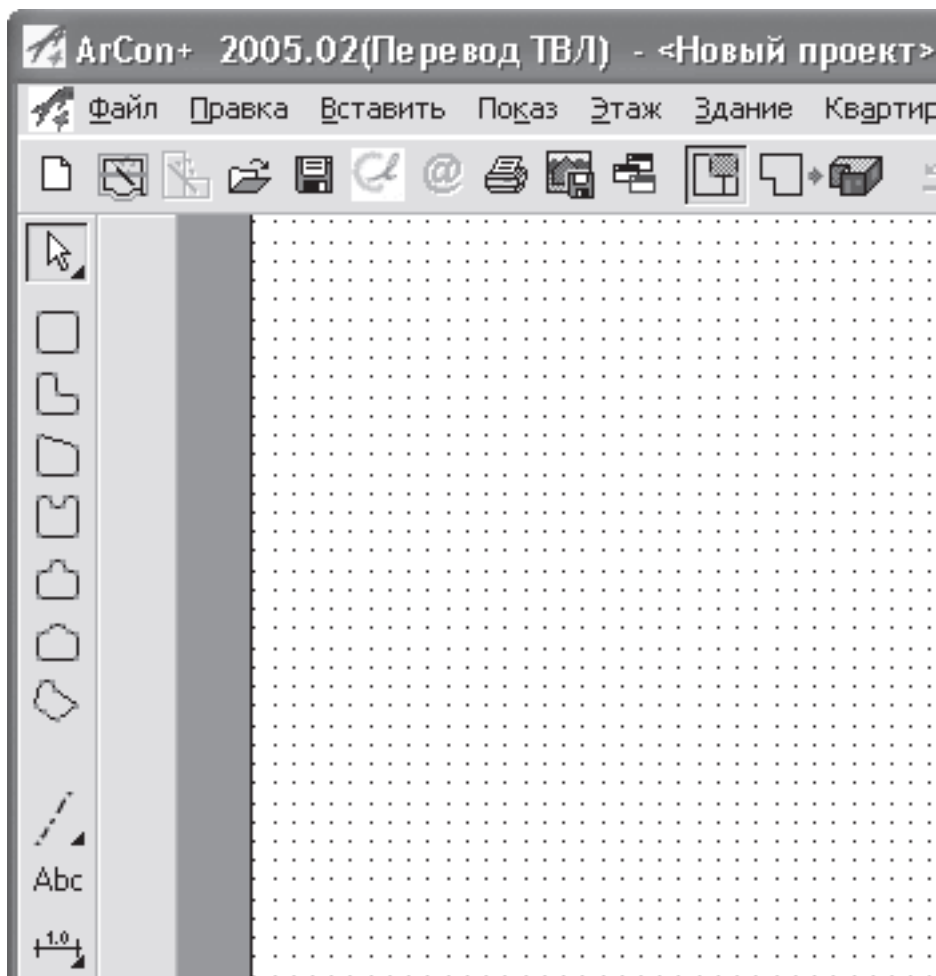 ArCon+ 2005.02(Перевод ТВЛ) - <Новый проект>
Файл Правка Вставить Показ Этаж Здание Квартир
@
Abc
1.0